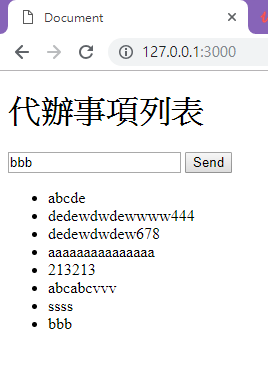 Document
127.0.0.1:3000
代辦事項列表
bbb Send
abcde
dedewdwdewwww444
dedewdwdew678
aaaaaaaaaaaaaaa
213213
abcabcvvv
ssss
bbb